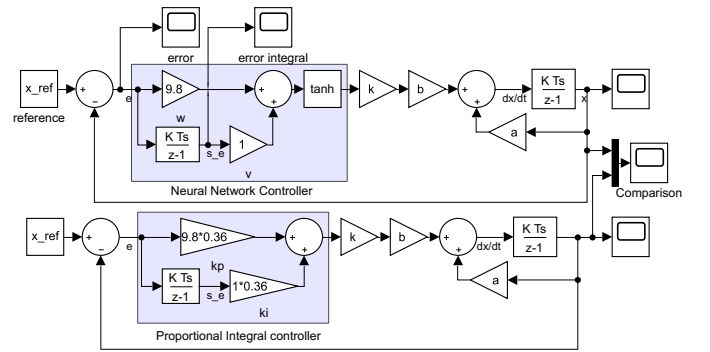 error
error integral
x_ref
reference
+
−
e
9.8
w
+
+
tanh
k
b
+
+
dx/dt
K Ts
z-1
x
K Ts
z-1
s_e
1
v
a
Neural Network Controller
Comparison
x_ref
+
−
e
9.8*0.36
kp
+
+
k
b
+
+
dx/dt
K Ts
z-1
K Ts
z-1
s_e
1*0.36
ki
a
Proportional Integral controller